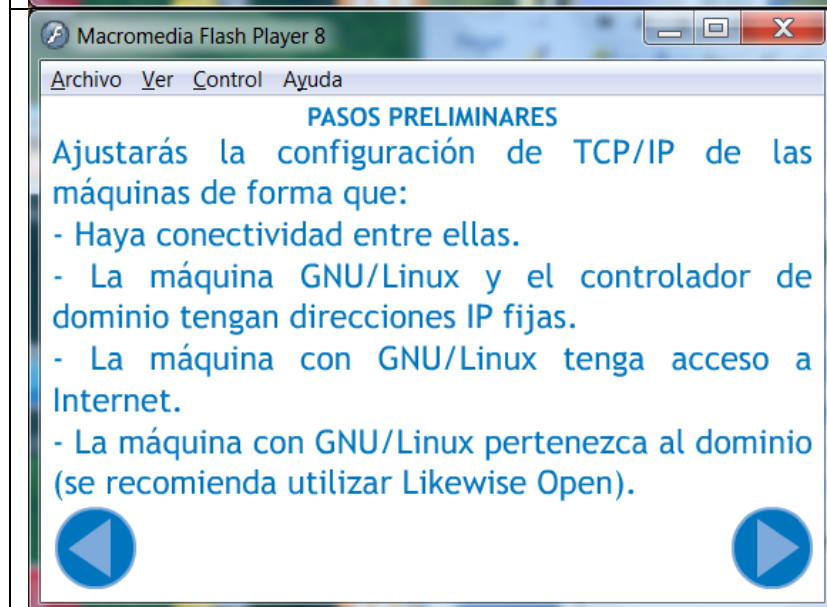 Macromedia Flash Player 8
Archivo Ver Control Ayuda
PASOS PRELIMINARES
Ajustarás la configuración de TCP/IP de las
máquinas de forma que:
- Haya conectividad entre ellas.
- La máquina GNU/Linux y el controlador de
dominio tengan direcciones IP fijas.
- La máquina con GNU/Linux tenga acceso a
Internet.
- La máquina con GNU/Linux pertenezca al dominio
(se recomienda utilizar Likewise Open).